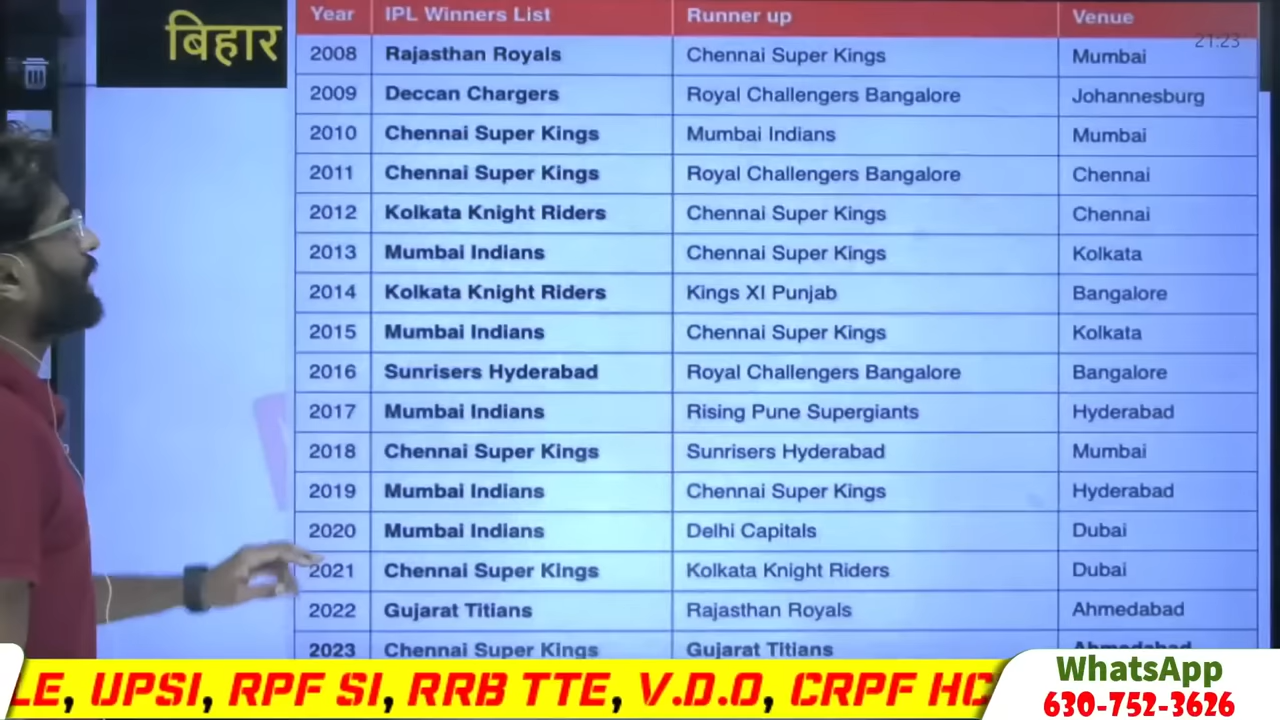 बिहार
Year IPL Winners List Runner up Venue
21:23
2008 Rajasthan Royals Chennai Super Kings Mumbai
2009 Deccan Chargers Royal Challengers Bangalore Johannesburg
2010 Chennai Super Kings Mumbai Indians Mumbai
2011 Chennai Super Kings Royal Challengers Bangalore Chennai
2012 Kolkata Knight Riders Chennai Super Kings Chennai
2013 Mumbai Indians Chennai Super Kings Kolkata
2014 Kolkata Knight Riders Kings XI Punjab Bangalore
2015 Mumbai Indians Chennai Super Kings Kolkata
2016 Sunrisers Hyderabad Royal Challengers Bangalore Bangalore
2017 Mumbai Indians Rising Pune Supergiants Hyderabad
2018 Chennai Super Kings Sunrisers Hyderabad Mumbai
2019 Mumbai Indians Chennai Super Kings Hyderabad
2020 Mumbai Indians Delhi Capitals Dubai
2021 Chennai Super Kings Kolkata Knight Riders Dubai
2022 Gujarat Titians Rajasthan Royals Ahmedabad
2023 Chennai Super Kings Gujarat Titians Ahmedabad
LE, UPSI, RPF SI, RRB TTE, V.D.O, CRPF HC
WhatsApp
630-752-3626